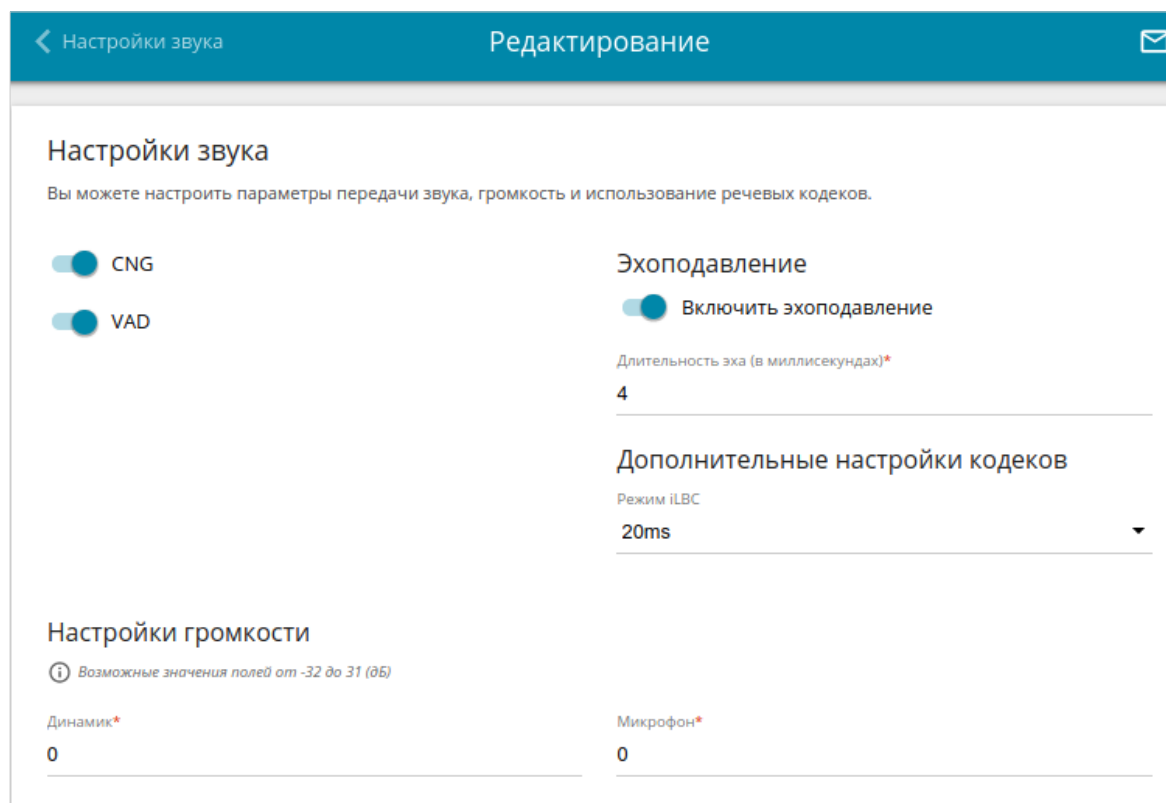 Настройки звука
Редактирование
Настройки звука
Вы можете настроить параметры передачи звука, громкость и использование речевых кодеков.
CNG
VAD
Эхоподавление
Включить эхоподавление
Длительность эха (в миллисекундах)*
4
Дополнительные настройки кодеков
Режим iLBC
20ms
Настройки громкости
Возможные значения полей от -32 до 31 (дБ)
Динамик*
0
Микрофон*
0